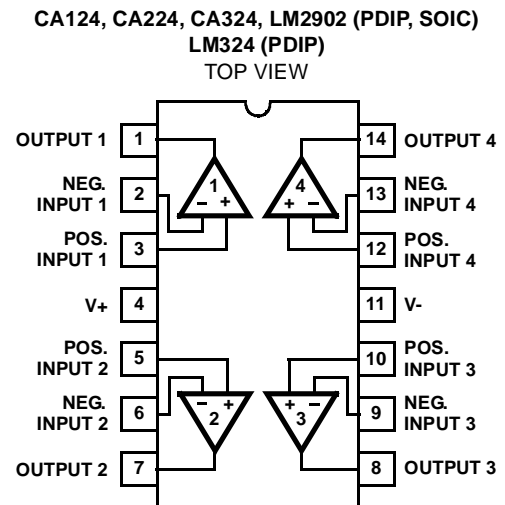 CA124, CA224, CA324, LM2902 (PDIP, SOIC)
LM324 (PDIP)
TOP VIEW
OUTPUT 1 1 14 OUTPUT 4
NEG. INPUT 1 2 13 NEG. INPUT 4
1 4
− + + −
POS. INPUT 1 3 12 POS. INPUT 4
V+ 4 11 V-
POS. INPUT 2 5 10 POS. INPUT 3
NEG. INPUT 2 6 9 NEG. INPUT 3
− + + −
2 3
OUTPUT 2 7 8 OUTPUT 3